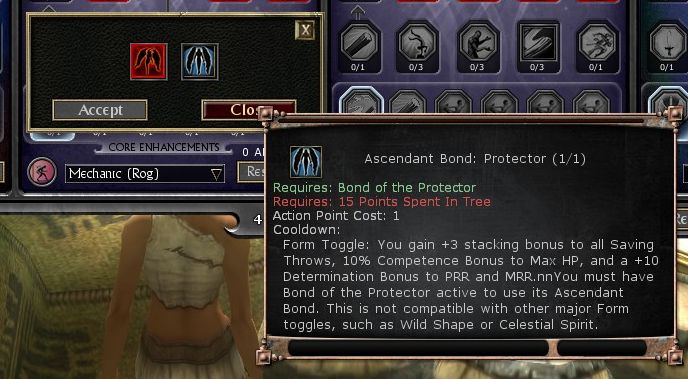 X
Accept
Clos
0/1
0/3
0/3
0/1
0/1
CORE ENHANCEMENTS
0 A
Mechanic (Rog)
Res
4
Ascendant Bond: Protector (1/1)
Requires: Bond of the Protector
Requires: 15 Points Spent In Tree
Action Point Cost: 1
Cooldown:
Form Toggle: You gain +3 stacking bonus to all Saving
Throws, 10% Competence Bonus to Max HP, and a +10
Determination Bonus to PRR and MRR.nnYou must have
Bond of the Protector active to use its Ascendant
Bond. This is not compatible with other major Form
toggles, such as Wild Shape or Celestial Spirit.